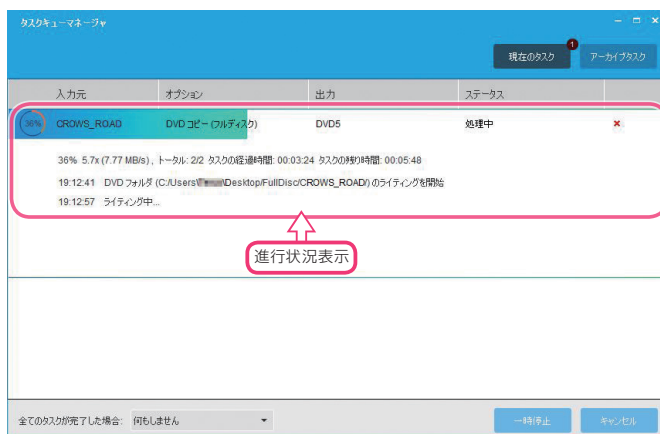 タスクキューマネージャ
現在のタスク 1 アーカイブタスク
入力元 オプション 出力 ステータス
36% CROWS_ROAD DVD コピー (フルディスク) DVD5 処理中
36% 5.7x (7.77 MB/s) , トータル: 2/2 タスクの経過時間: 00:03:24 タスクの残り時間: 00:05:48
19:12:41 DVD フォルダ (C:/Users\ \Desktop/FullDisc/CROWS_ROAD/) のライティングを開始
19:12:57 ライティング中...
進行状況表示
全てのタスクが完了した場合: 何もしません 一時停止 キャンセル